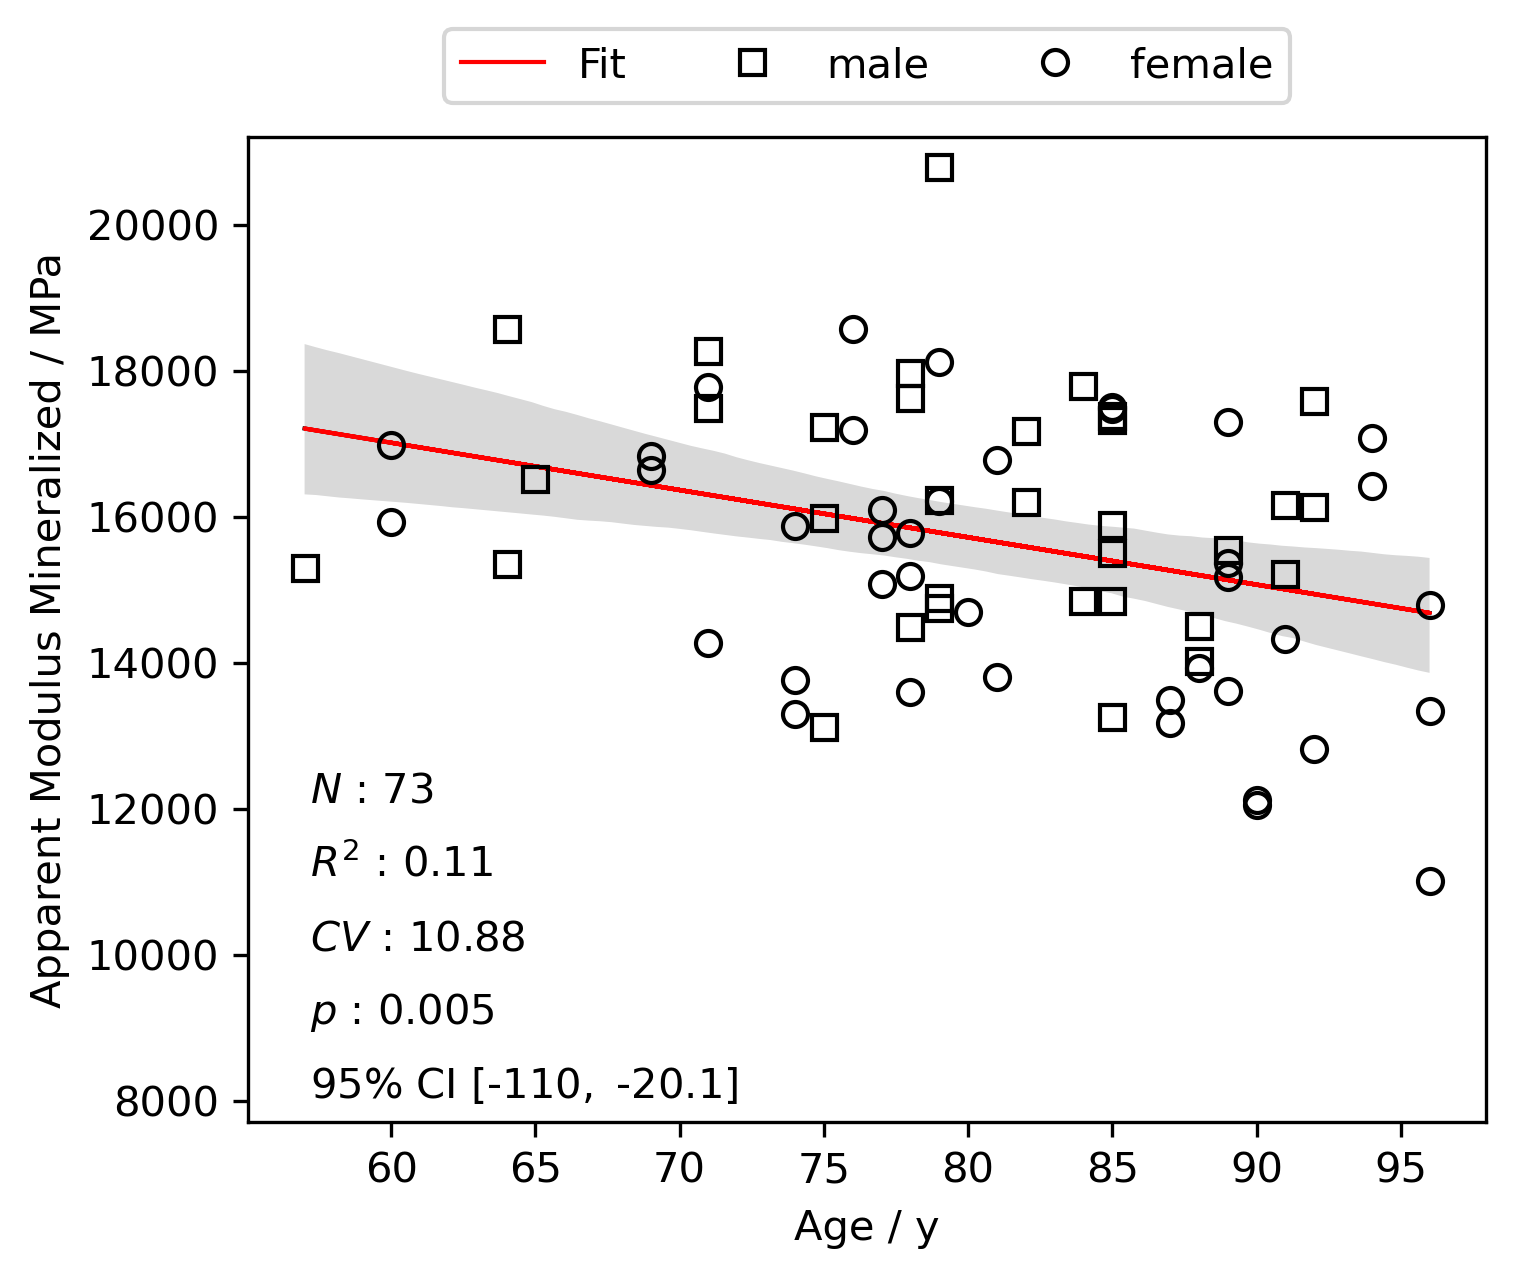 Fit male female
Apparent Modulus Mineralized / MPa
20000
18000
16000
14000
12000
10000
8000
N : 73
R² : 0.11
CV : 10.88
p : 0.005
95% CI [-110, -20.1]
60 65 70 75 80 85 90 95
Age / y